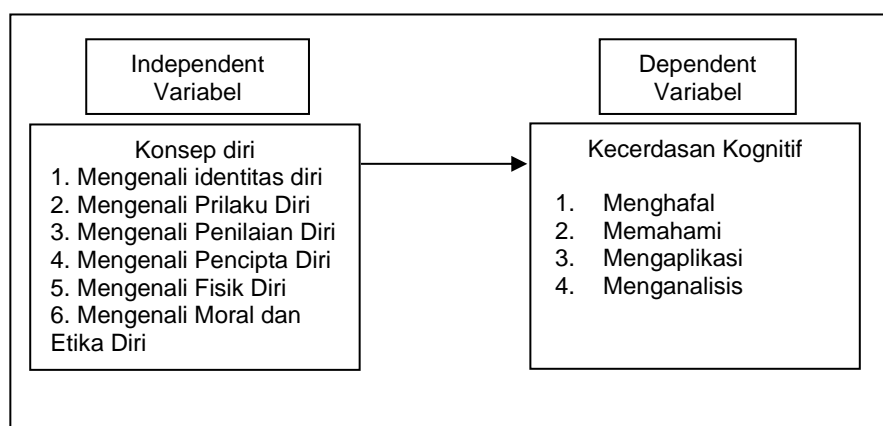 Independent
Variabel
Dependent
Variabel
Konsep diri
1. Mengenali identitas diri
2. Mengenali Prilaku Diri
3. Mengenali Penilaian Diri
4. Mengenali Pencipta Diri
5. Mengenali Fisik Diri
6. Mengenali Moral dan
Etika Diri
Kecerdasan Kognitif
1. Menghafal
2. Memahami
3. Mengaplikasi
4. Menganalisis